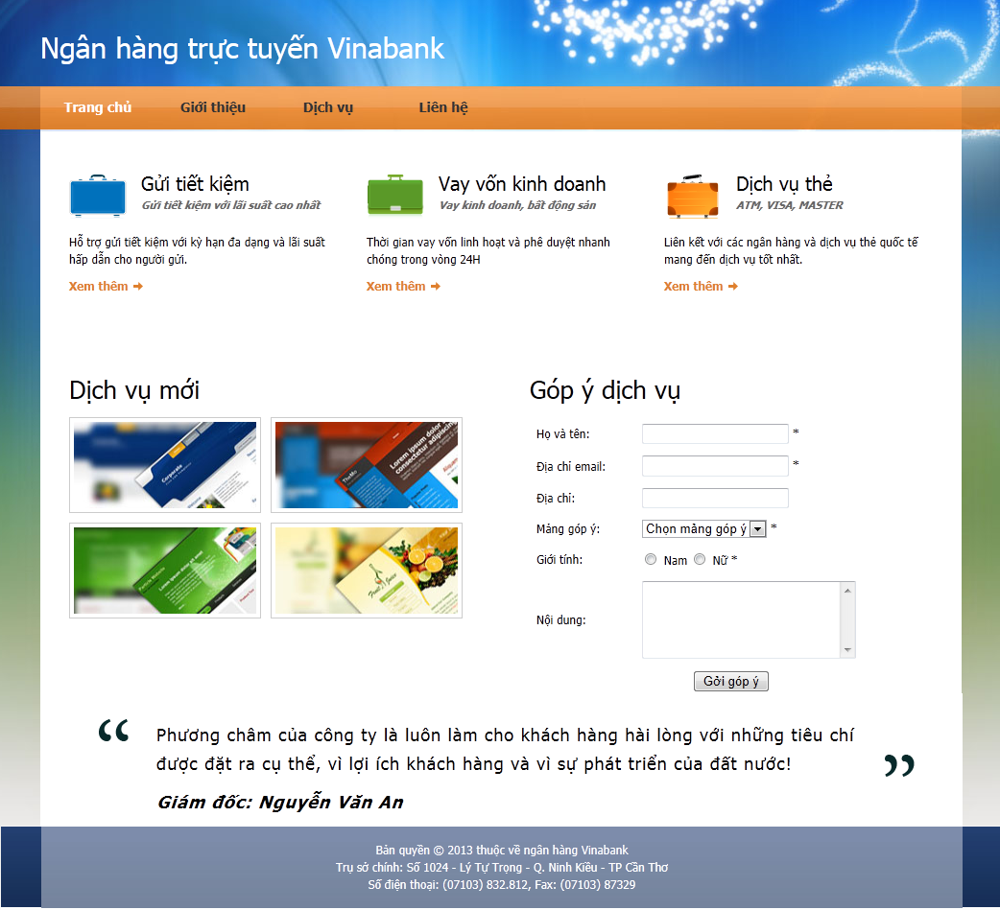 Ngân hàng trực tuyến Vinabank
Trang chủ Giới thiệu Dịch vụ Liên hệ
Gửi tiết kiệm
Gửi tiết kiệm với lãi suất cao nhất
Hỗ trợ gửi tiết kiệm với kỳ hạn đa dạng và lãi suất
hấp dẫn cho người gửi.
Xem thêm
Vay vốn kinh doanh
Vay kinh doanh, bất động sản
Thời gian vay vốn linh hoạt và phê duyệt nhanh
chóng trong vòng 24H
Xem thêm
Dịch vụ thẻ
ATM, VISA, MASTER
Liên kết với các ngân hàng và dịch vụ thẻ quốc tế
mang đến dịch vụ tốt nhất.
Xem thêm
Dịch vụ mới
Corporate
Lorem ipsum dolor
consectetur adipiscing
Fruit's Juice
Góp ý dịch vụ
Họ và tên: *
Địa chỉ email: *
Địa chỉ:
Mảng góp ý: Chọn mảng góp ý *
Giới tính: Nam Nữ *
Nội dung:
Gởi góp ý
“ Phương châm của công ty là luôn làm cho khách hàng hài lòng với những tiêu chí
được đặt ra cụ thể, vì lợi ích khách hàng và vì sự phát triển của đất nước! ”
Giám đốc: Nguyễn Văn An
Bản quyền © 2013 thuộc về ngân hàng Vinabank
Trụ sở chính: Số 1024 - Lý Tự Trọng - Q. Ninh Kiều - TP Cần Thơ
Số điện thoại: (07103) 832.812, Fax: (07103) 87329